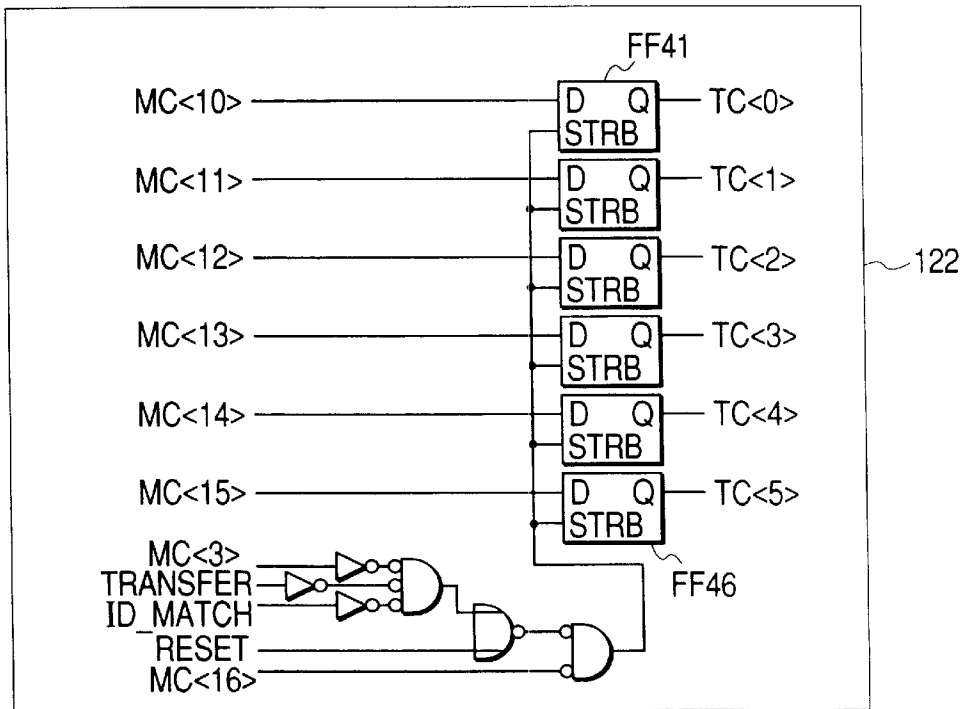 FF41
MC<10> D Q TC<0>
STRB
MC<11> D Q TC<1>
STRB
MC<12> D Q TC<2>
STRB
122
MC<13> D Q TC<3>
STRB
MC<14> D Q TC<4>
STRB
MC<15> D Q TC<5>
STRB
FF46
MC<3>
TRANSFER
ID_MATCH
RESET
MC<16>